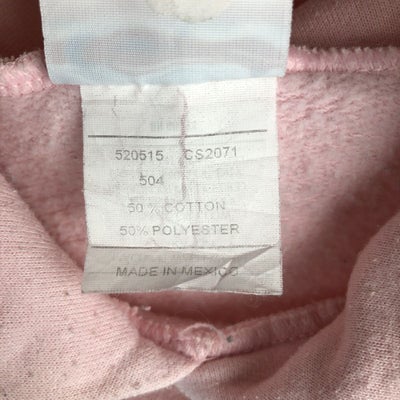 520515 CS2071
504
50 % COTTON
50% POLYESTER
MADE IN MEXICO